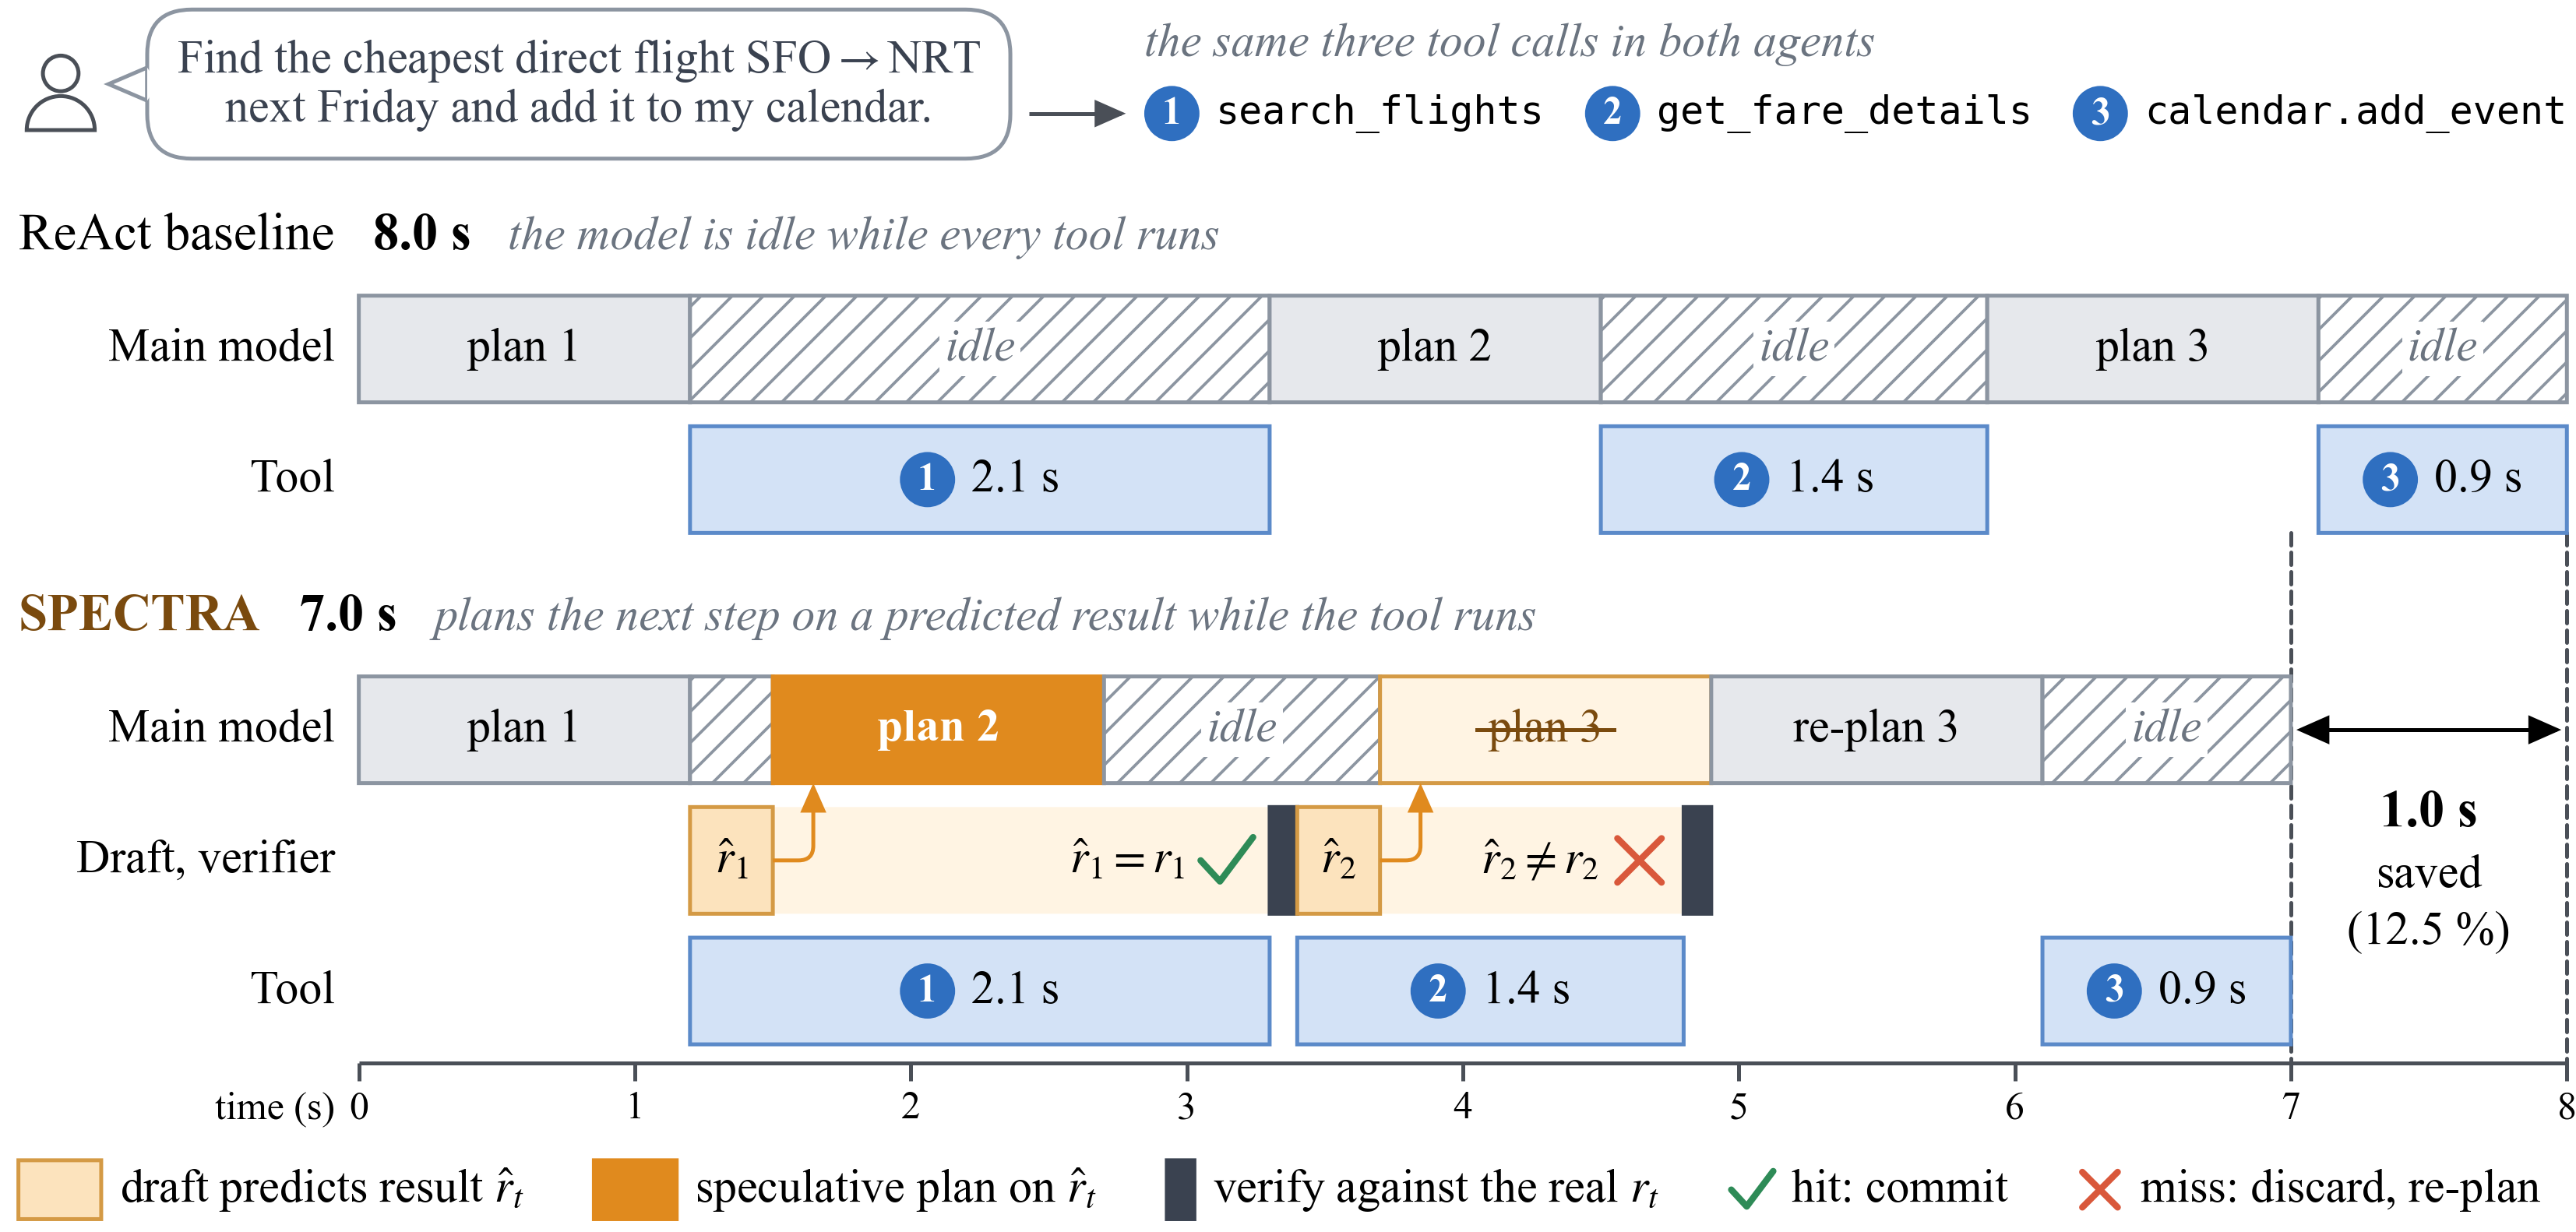 Find the cheapest direct flight SFO → NRT
next Friday and add it to my calendar.
the same three tool calls in both agents
1 search_flights 2 get_fare_details 3 calendar.add_event
ReAct baseline 8.0 s the model is idle while every tool runs
Main model plan 1 idle plan 2 idle plan 3 idle
Tool 1 2.1 s 2 1.4 s 3 0.9 s
SPECTRA 7.0 s plans the next step on a predicted result while the tool runs
Main model plan 1 plan 2 idle plan 3 re-plan 3 idle
1.0 s
saved
(12.5 %)
Draft, verifier r̂1 r̂1 = r1 r̂2 r̂2 ≠ r2
Tool 1 2.1 s 2 1.4 s 3 0.9 s
time (s) 0 1 2 3 4 5 6 7 8
draft predicts result r̂t speculative plan on r̂t verify against the real rt hit: commit miss: discard, re-plan